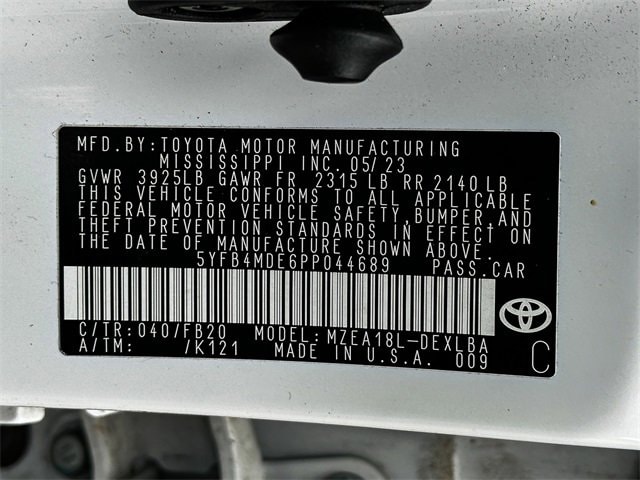 MFD.BY:TOYOTA MOTOR MANUFACTURING
MISSISSIPPI INC. 05/23
GVWR 3925LB GAWR FR 2315 LB RR 2140 LB
THIS VEHICLE CONFORMS TO ALL APPLICABLE
FEDERAL MOTOR VEHICLE SAFETY, BUMPER, AND
THEFT PREVENTION STANDARDS IN EFFECT ON
THE DATE OF MANUFACTURE SHOWN ABOVE.
5YFB4MDE6PP044689 PASS.CAR
C/TR: 040/FB20 MODEL: MZEA18L-DEXLBA
A/TM: /K121 MADE IN U.S.A. 009
C